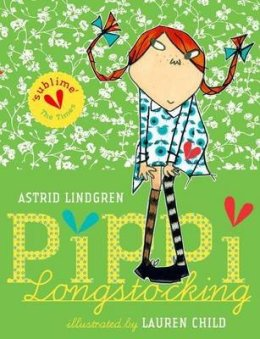 'sublime'
The Times
ASTRID LINDGREN
PiPPi
Longstocking
illustrated by LAUREN CHILD